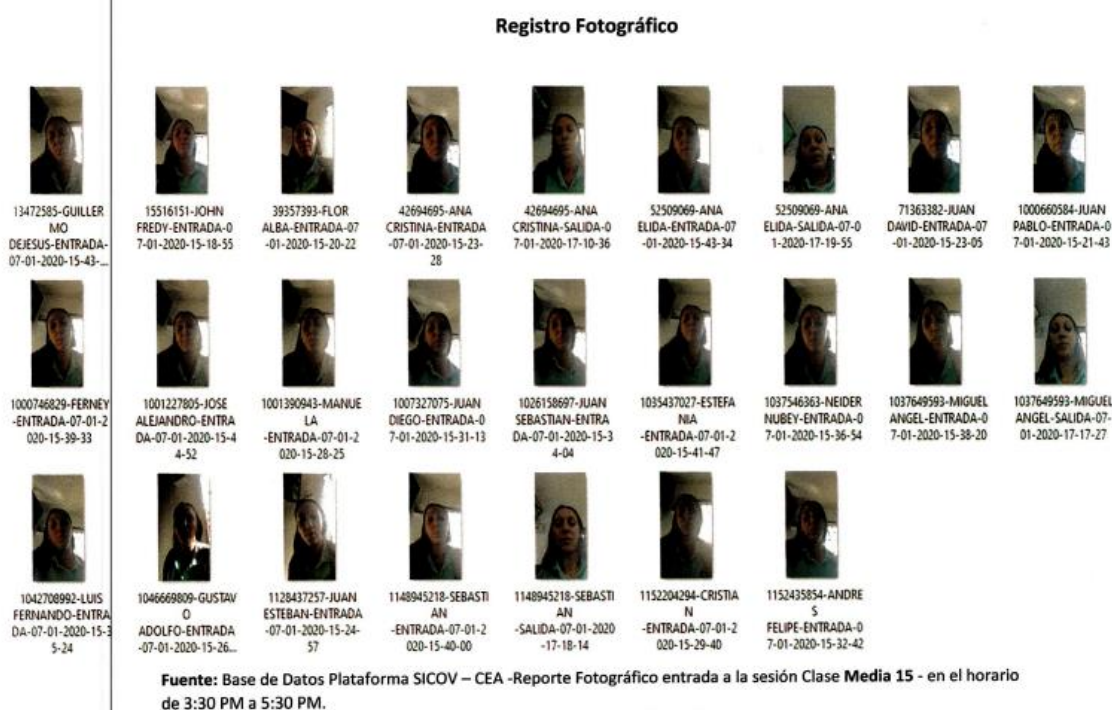 Registro Fotográfico
13472585-GUILLER
MO
DEJESUS-ENTRADA-
07-01-2020-15-43-...
15516151-JOHN
FREDY-ENTRADA-0
7-01-2020-15-18-55
39357393-FLOR
ALBA-ENTRADA-07
-01-2020-15-20-22
42694695-ANA
CRISTINA-ENTRADA
-07-01-2020-15-23-
28
42694695-ANA
CRISTINA-SALIDA-0
7-01-2020-17-10-36
52509069-ANA
ELIDA-ENTRADA-07
-01-2020-15-43-34
52509069-ANA
ELIDA-SALIDA-07-0
1-2020-17-19-55
71363382-JUAN
DAVID-ENTRADA-07
-01-2020-15-23-05
1000660584-JUAN
PABLO-ENTRADA-0
7-01-2020-15-21-43
1000746829-FERNEY
-ENTRADA-07-01-2
020-15-39-33
1001227805-JOSE
ALEJANDRO-ENTRA
DA-07-01-2020-15-4
4-52
1001390943-MANUE
LA
-ENTRADA-07-01-2
020-15-28-25
1007327075-JUAN
DIEGO-ENTRADA-0
7-01-2020-15-31-13
1026158697-JUAN
SEBASTIAN-ENTRA
DA-07-01-2020-15-3
4-04
1035437027-ESTEFA
NIA
-ENTRADA-07-01-2
020-15-41-47
1037546363-NEIDER
NUBEY-ENTRADA-0
7-01-2020-15-36-54
1037649593-MIGUEL
ANGEL-ENTRADA-0
7-01-2020-15-38-20
1037649593-MIGUEL
ANGEL-SALIDA-07-
01-2020-17-17-27
1042708992-LUIS
FERNANDO-ENTRA
DA-07-01-2020-15-3
5-24
1046669809-GUSTAV
O
ADOLFO-ENTRADA
-07-01-2020-15-26...
1128437257-JUAN
ESTEBAN-ENTRADA
-07-01-2020-15-24-
57
1148945218-SEBASTI
AN
-ENTRADA-07-01-2
020-15-40-00
1148945218-SEBASTI
AN
-SALIDA-07-01-2020
-17-18-14
1152204294-CRISTIA
N
-ENTRADA-07-01-2
020-15-29-40
1152435854-ANDRE
S
FELIPE-ENTRADA-0
7-01-2020-15-32-42
Fuente: Base de Datos Plataforma SICOV – CEA -Reporte Fotográfico entrada a la sesión Clase Media 15 - en el horario
de 3:30 PM a 5:30 PM.